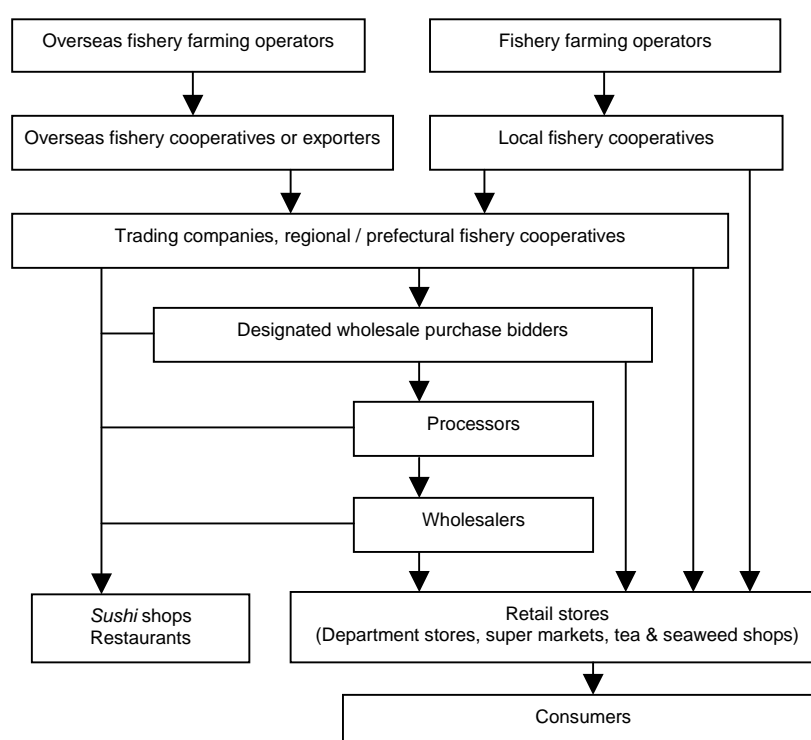 Overseas fishery farming operators
Fishery farming operators
Overseas fishery cooperatives or exporters
Local fishery cooperatives
Trading companies, regional / prefectural fishery cooperatives
Designated wholesale purchase bidders
Processors
Wholesalers
Sushi shops
Restaurants
Retail stores
(Department stores, super markets, tea & seaweed shops)
Consumers